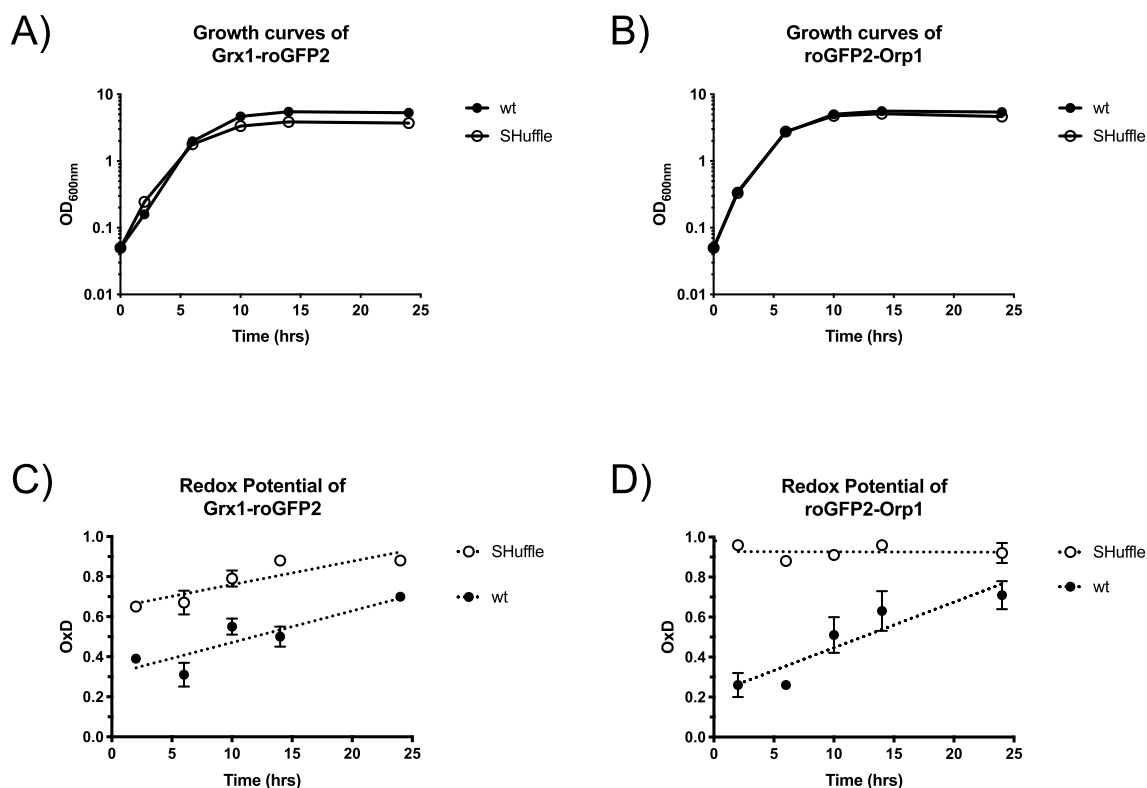 A)
Growth curves of
Grx1-roGFP2
10
1
0.1
0.01
OD600nm
0 5 10 15 20 25
Time (hrs)
wt
SHuffle
B)
Growth curves of
roGFP2-Orp1
10
1
0.1
0.01
OD600nm
0 5 10 15 20 25
Time (hrs)
wt
SHuffle
C)
Redox Potential of
Grx1-roGFP2
1.0
0.8
0.6
0.4
0.2
0.0
OxD
0 5 10 15 20 25
Time (hrs)
SHuffle
wt
D)
Redox Potential of
roGFP2-Orp1
1.0
0.8
0.6
0.4
0.2
0.0
OxD
0 5 10 15 20 25
Time (hrs)
SHuffle
wt